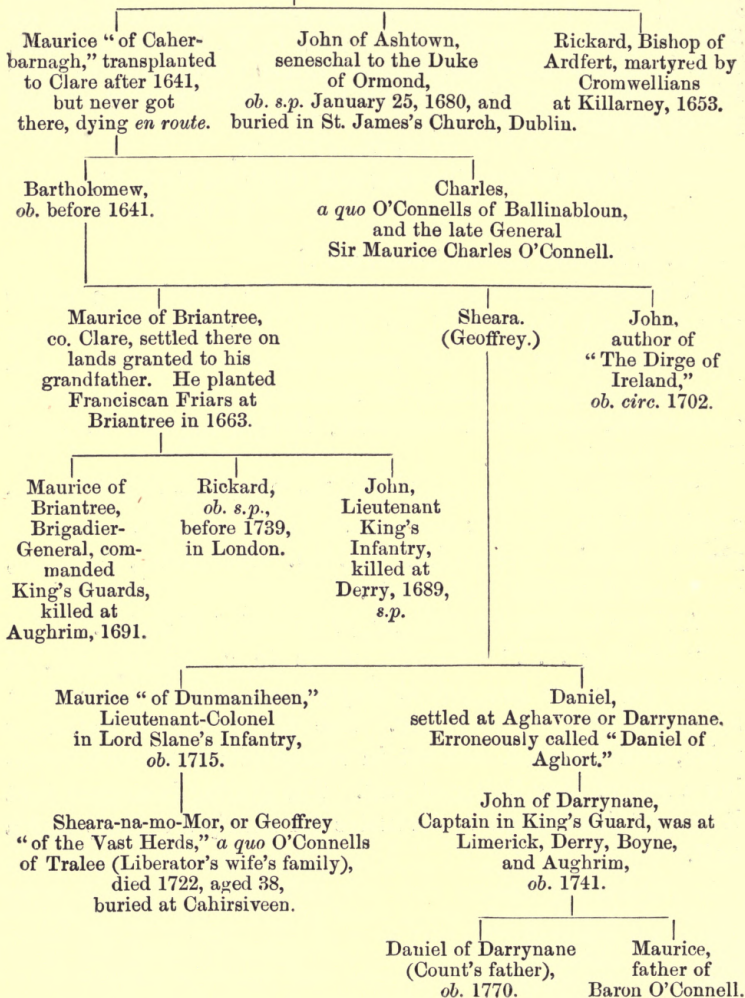 Maurice “ of Caher-
barnagh,” transplanted
to Clare after 1641,
but never got
there, dying en route.
John of Ashtown,
seneschal to the Duke
of Ormond,
ob. s.p. January 25, 1680, and
buried in St. James's Church, Dublin.
Rickard, Bishop of
Ardfert, martyred by
Cromwellians
at Killarney, 1653.
Bartholomew,
ob. before 1641.
Charles,
a quo O'Connells of Ballinabloun,
and the late General
Sir Maurice Charles O'Connell.
Maurice of Briantree,
co. Clare, settled there on
lands granted to his
grandfather. He planted
Franciscan Friars at
Briantree in 1663.
Sheara.
(Geoffrey.)
John,
author of
“ The Dirge of
Ireland,”
ob. circ. 1702.
Maurice of
Briantree,
Brigadier-
General, com-
manded
King's Guards,
killed at
Aughrim, 1691.
Rickard,
ob. s.p.,
before 1739,
in London.
John,
Lieutenant
King's
Infantry,
killed at
Derry, 1689,
s.p.
Maurice “ of Dunmaniheen,”
Lieutenant-Colonel
in Lord Slane's Infantry,
ob. 1715.
Daniel,
settled at Aghavore or Darrynane.
Erroneously called “ Daniel of
Aghort.”
Sheara-na-mo-Mor, or Geoffrey
“ of the Vast Herds,” a quo O'Connells
of Tralee (Liberator's wife's family),
died 1722, aged 38,
buried at Cahirsiveen.
John of Darrynane,
Captain in King's Guard, was at
Limerick, Derry, Boyne,
and Aughrim,
ob. 1741.
Daniel of Darrynane
(Count's father),
ob. 1770.
Maurice,
father of
Baron O'Connell.